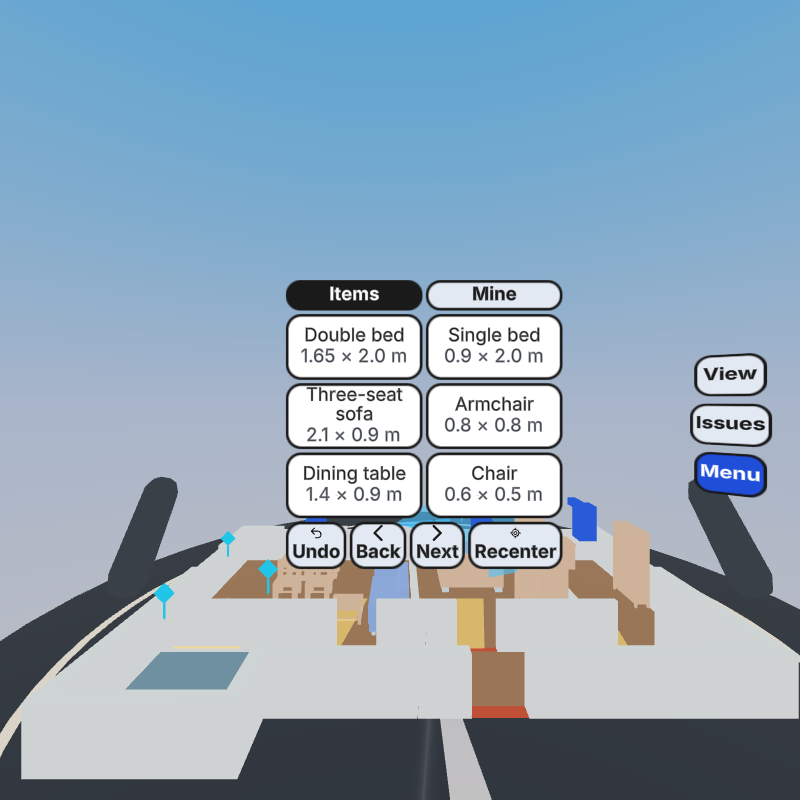 Items
Mine
Double bed
1.65 × 2.0 m
Single bed
0.9 × 2.0 m
Three-seat
sofa
2.1 × 0.9 m
Armchair
0.8 × 0.8 m
Dining table
1.4 × 0.9 m
Chair
0.6 × 0.5 m
Undo
Back
Next
Recenter
View
Issues
Menu